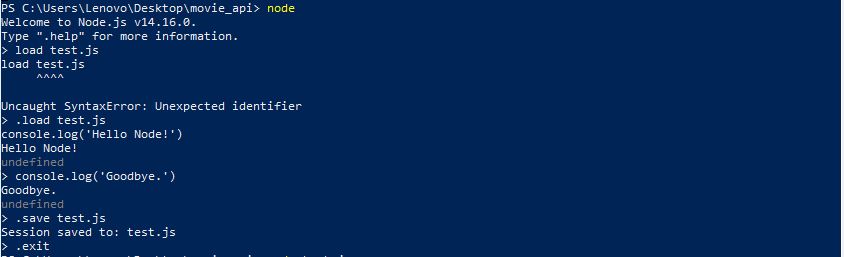 PS C:\Users\Lenovo\Desktop\movie_api> node
Welcome to Node.js v14.16.0.
Type ".help" for more information.
> load test.js
load test.js
     ^^^^

Uncaught SyntaxError: Unexpected identifier
> .load test.js
console.log('Hello Node!')
Hello Node!
undefined
> console.log('Goodbye.')
Goodbye.
undefined
> .save test.js
Session saved to: test.js
> .exit